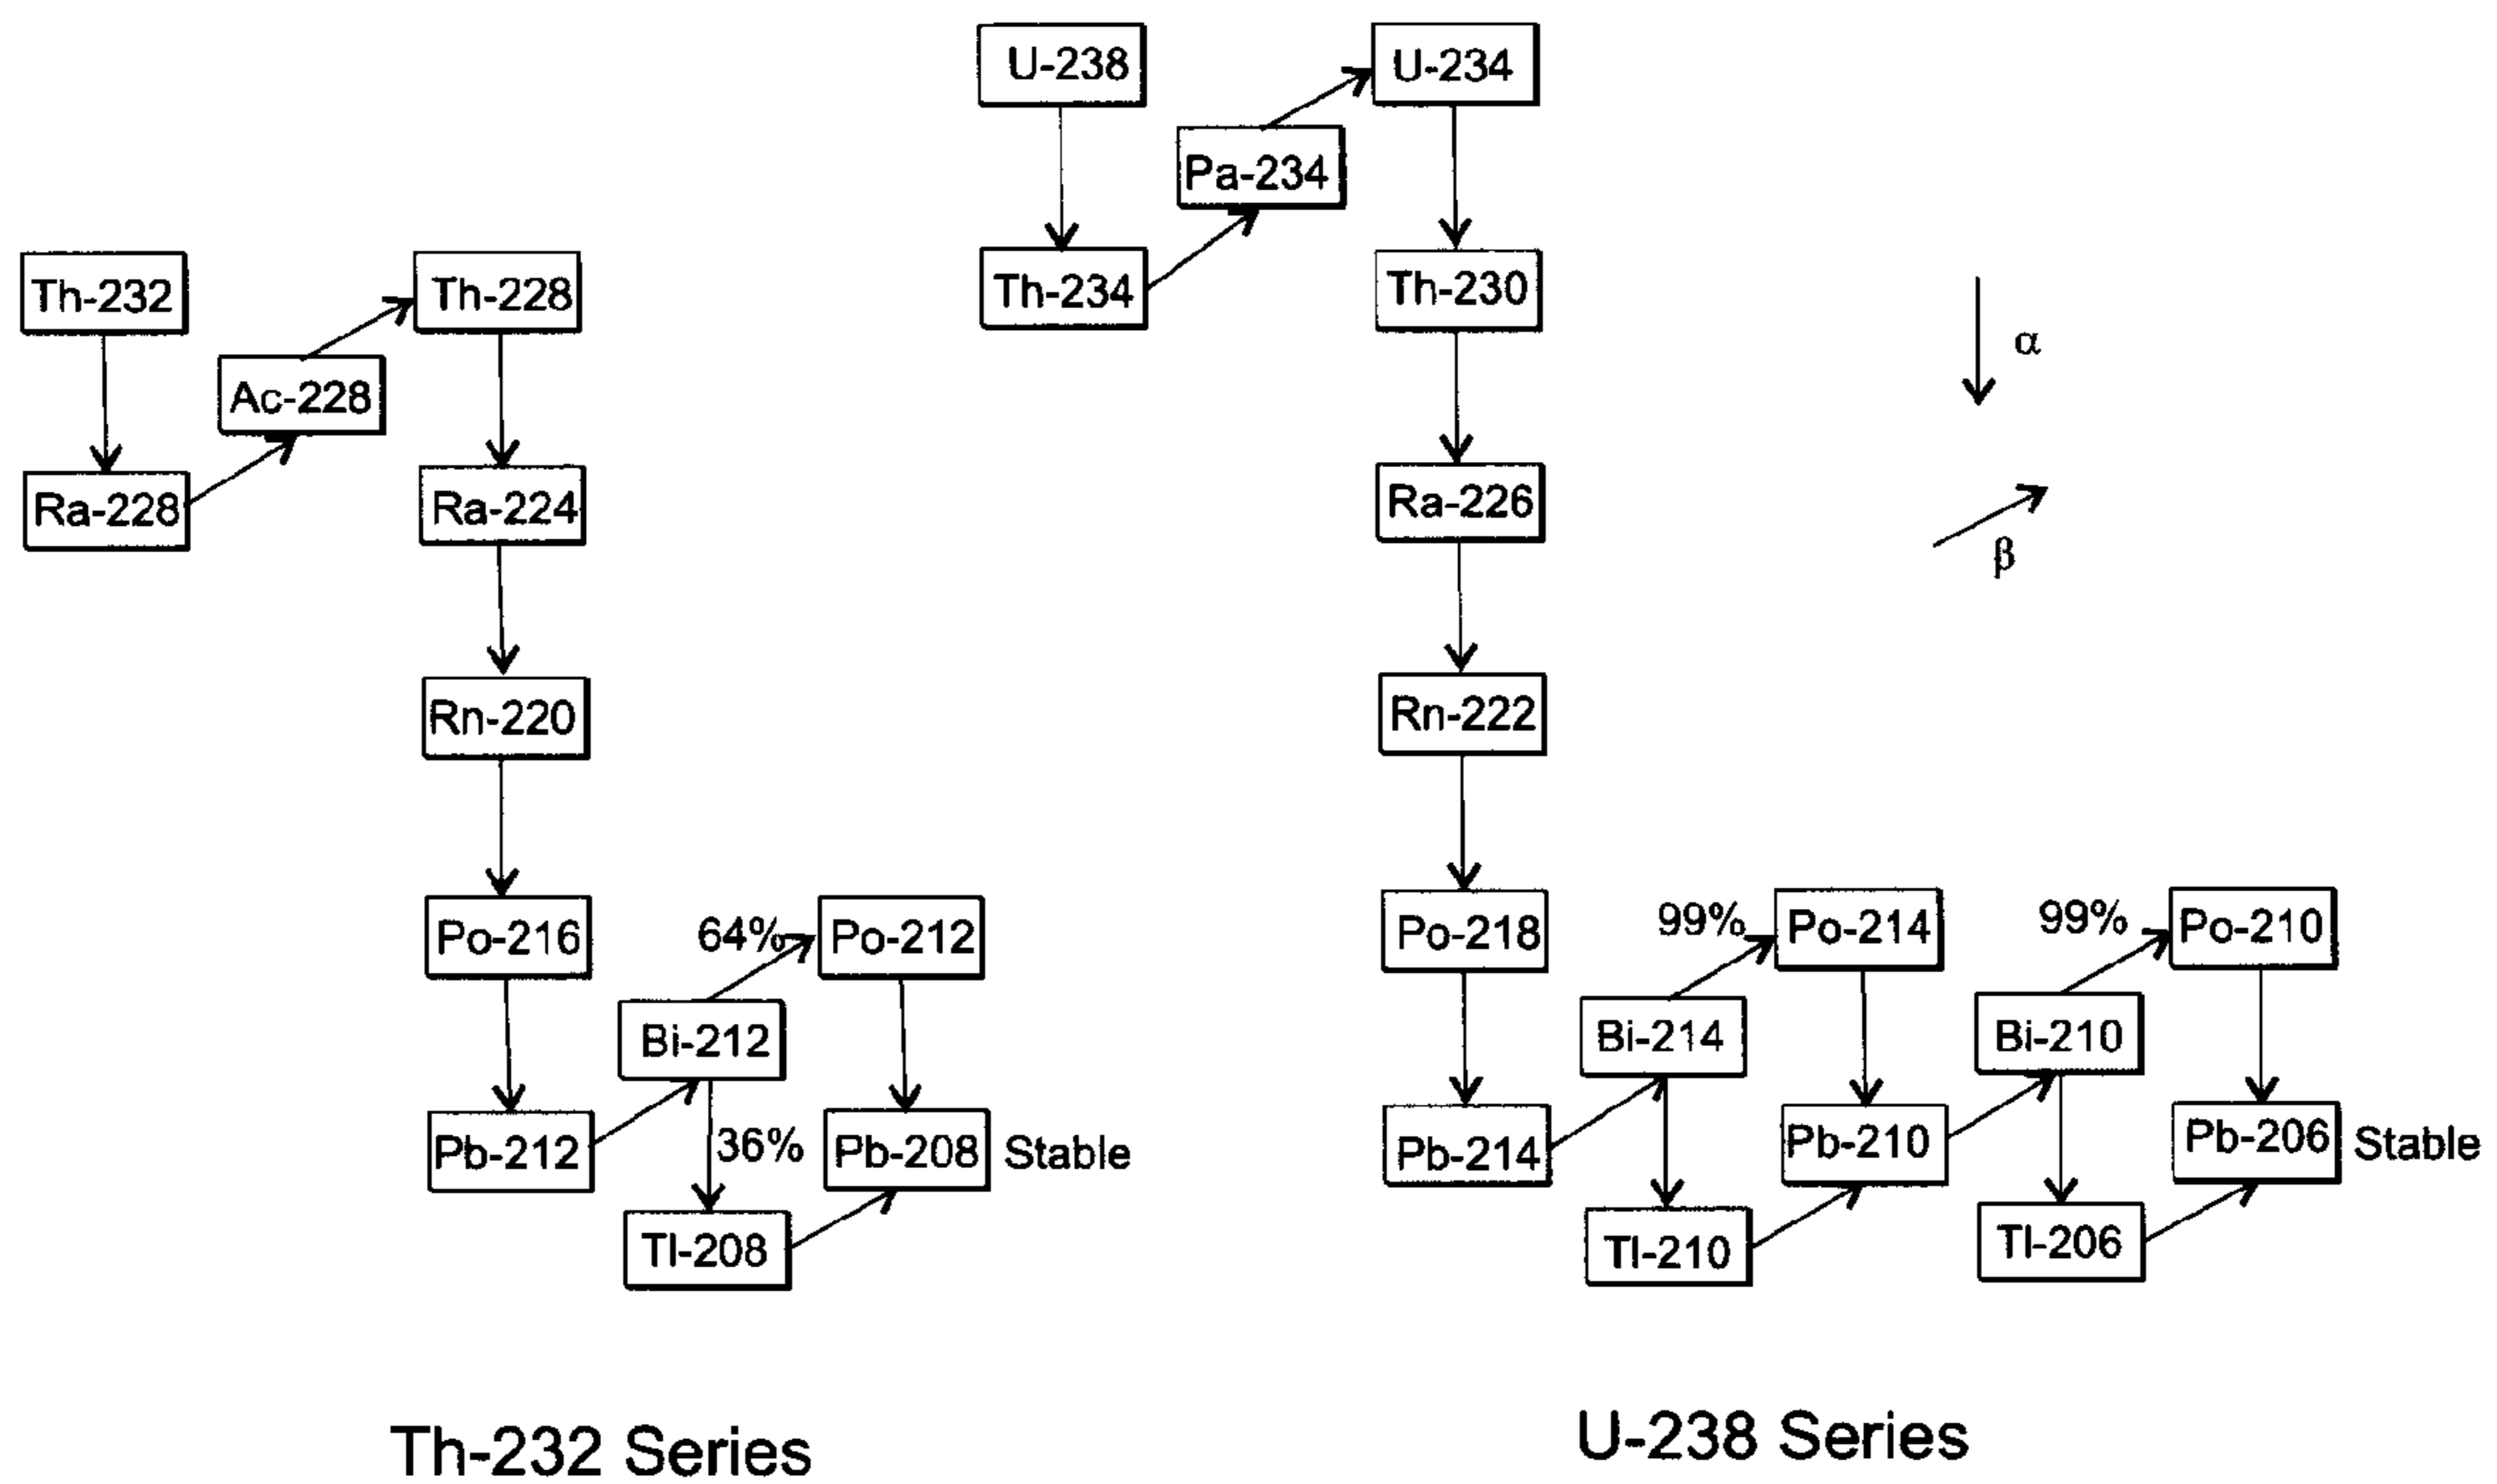 U-238
U-234
Pa-234
Th-232
Th-228
Th-234
Th-230
α
Ac-228
Ra-228
Ra-224
Ra-226
β
Rn-220
Rn-222
Po-216
64%
Po-212
Po-218
99%
Po-214
99%
Po-210
Bi-212
Bi-214
Bi-210
Pb-212
36%
Pb-208 Stable
Pb-214
Pb-210
Pb-206 Stable
Tl-208
Tl-210
Tl-206
Th-232 Series
U-238 Series